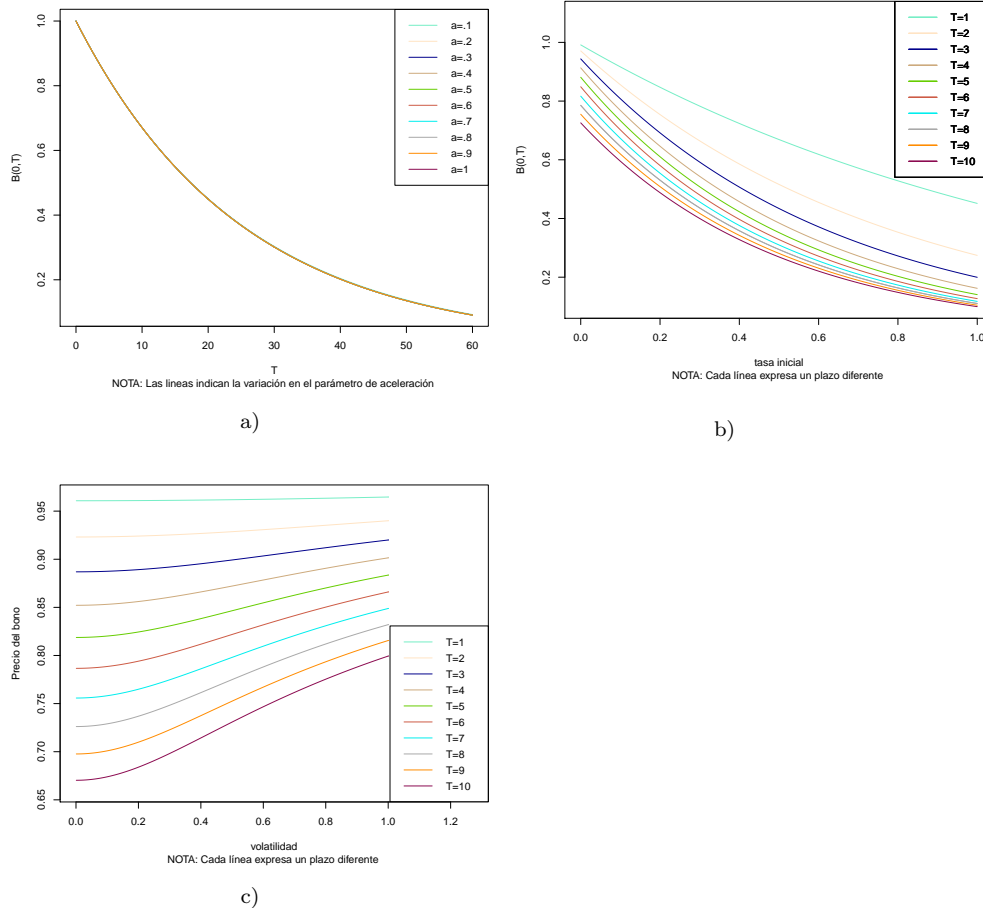 1.0
0.8
0.6
0.4
0.2
B(0,T)
0 10 20 30 40 50 60
T
NOTA: Las lineas indican la variación en el parámetro de aceleración
a=.1
a=.2
a=.3
a=.4
a=.5
a=.6
a=.7
a=.8
a=.9
a=1
a)
1.0
0.8
0.6
0.4
0.2
B(0,T)
0.0 0.2 0.4 0.6 0.8 1.0
tasa inicial
NOTA: Cada línea expresa un plazo diferente
T=1
T=2
T=3
T=4
T=5
T=6
T=7
T=8
T=9
T=10
b)
0.95
0.90
0.85
0.80
0.75
0.70
0.65
Precio del bono
0.0 0.2 0.4 0.6 0.8 1.0 1.2
volatilidad
NOTA: Cada línea expresa un plazo diferente
T=1
T=2
T=3
T=4
T=5
T=6
T=7
T=8
T=9
T=10
c)